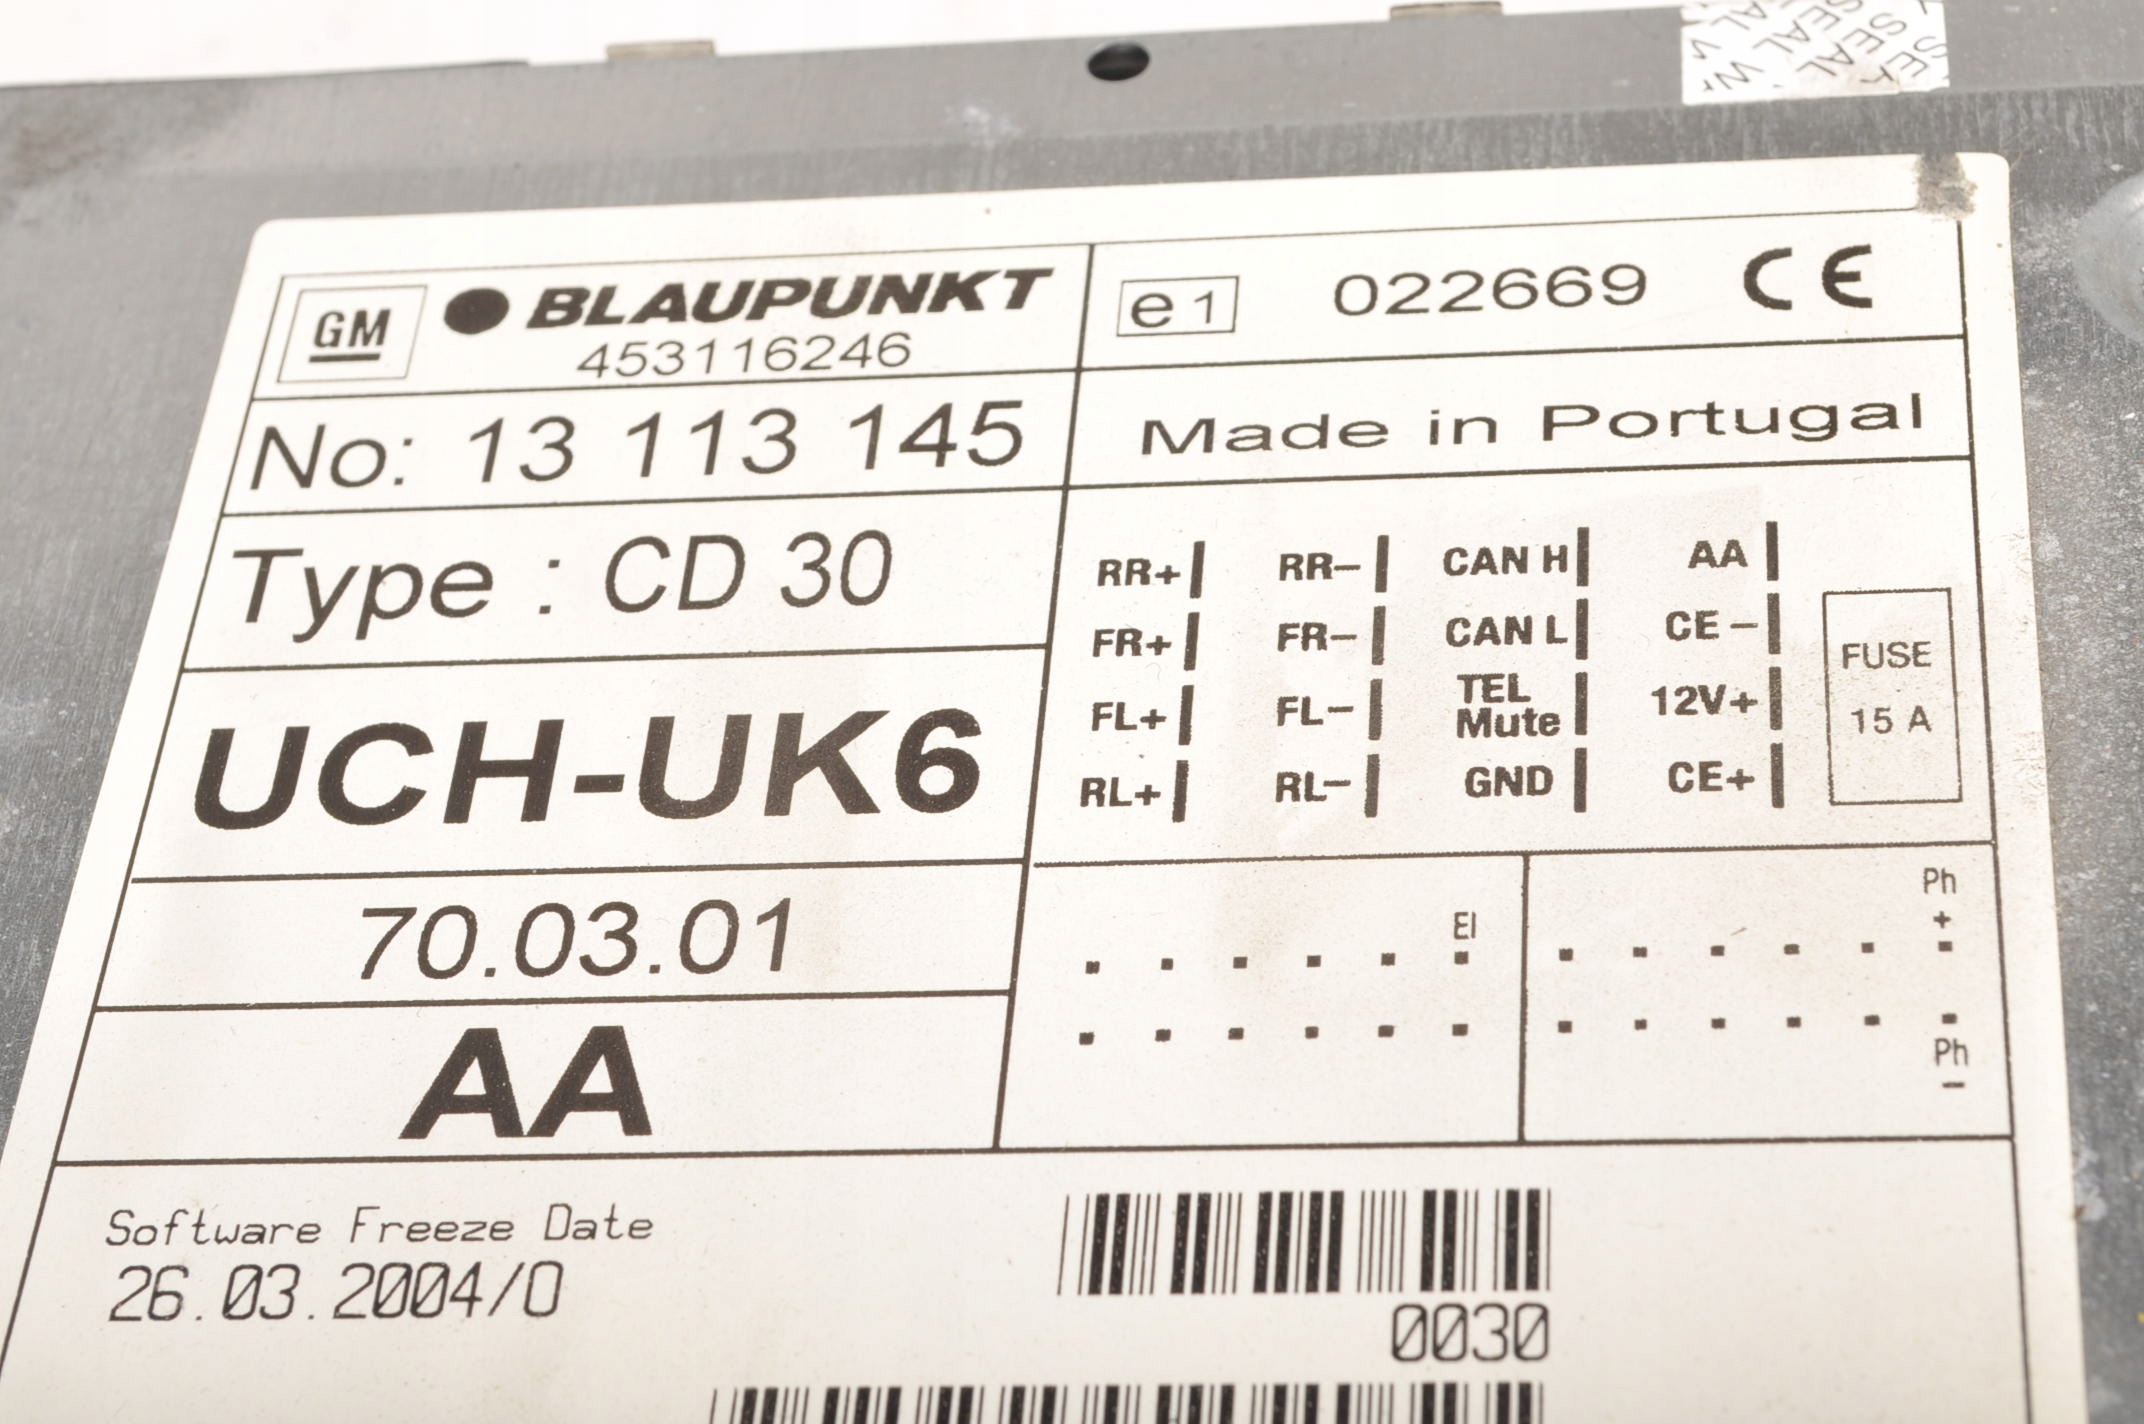 SEAL
SEAL
GM
BLAUPUNKT
453116246
e1 022669 CE
No: 13 113 145
Made in Portugal
Type : CD 30
RR+ RR– CAN H AA
FR+ FR– CAN L CE –
FL+ FL– TEL Mute 12V+
RL+ RL– GND CE+
FUSE
15 A
UCH-UK6
70.03.01
AA
EI
Ph
+
Ph
–
Software Freeze Date
26.03.2004/O
0030